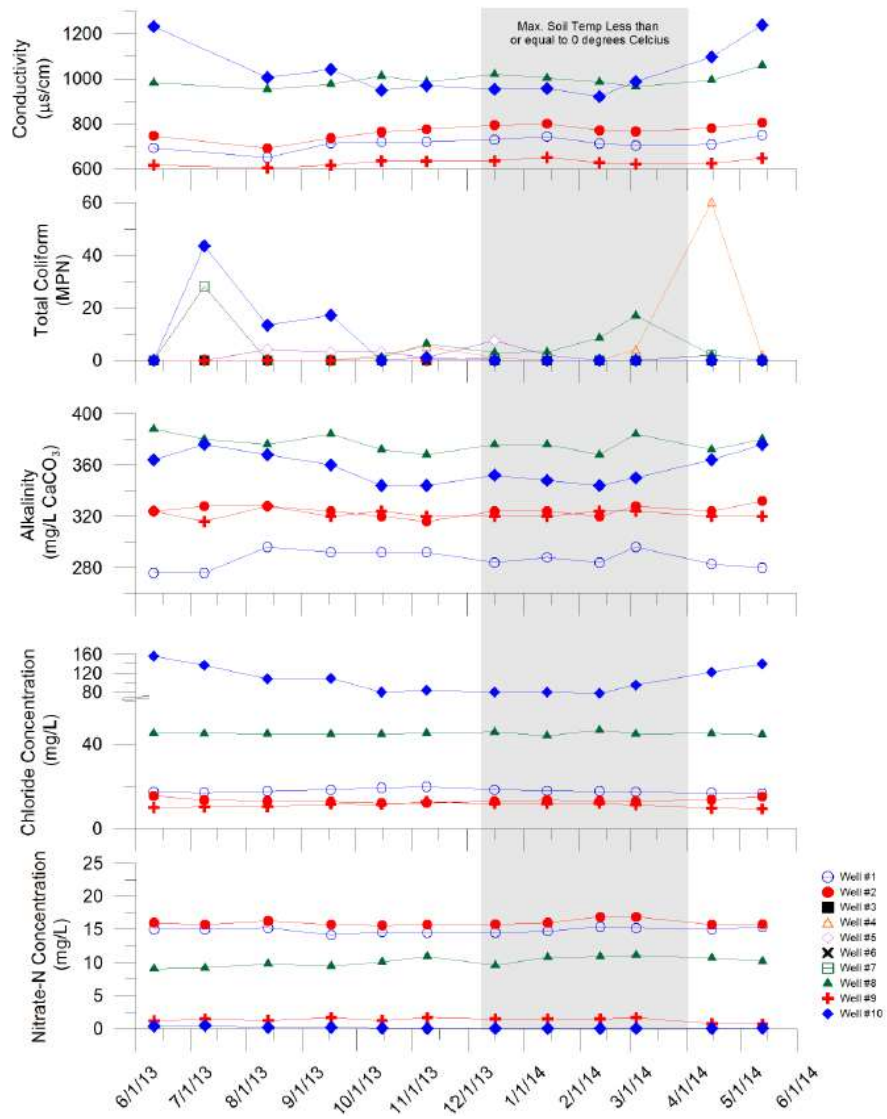 Max. Soil Temp Less than
or equal to 0 degrees Celcius
Conductivity
(µs/cm)
1200
1000
800
600
Total Coliform
(MPN)
60
40
20
0
Alkalinity
(mg/L CaCO₃)
400
360
320
280
Chloride Concentration
(mg/L)
160
120
80
40
0
Nitrate-N Concentration
(mg/L)
25
20
15
10
5
0
6/1/13
7/1/13
8/1/13
9/1/13
10/1/13
11/1/13
12/1/13
1/1/14
2/1/14
3/1/14
4/1/14
5/1/14
6/1/14
Well #1
Well #2
Well #3
Well #4
Well #5
Well #6
Well #7
Well #8
Well #9
Well #10